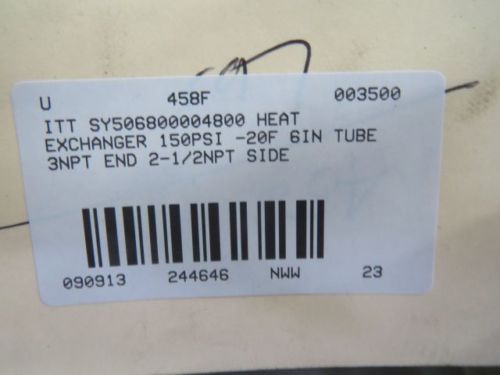 U 458F 003500
ITT SY506800004800 HEAT
EXCHANGER 150PSI -20F 6IN TUBE
3NPT END 2-1/2NPT SIDE
090913 244646 NWW 23